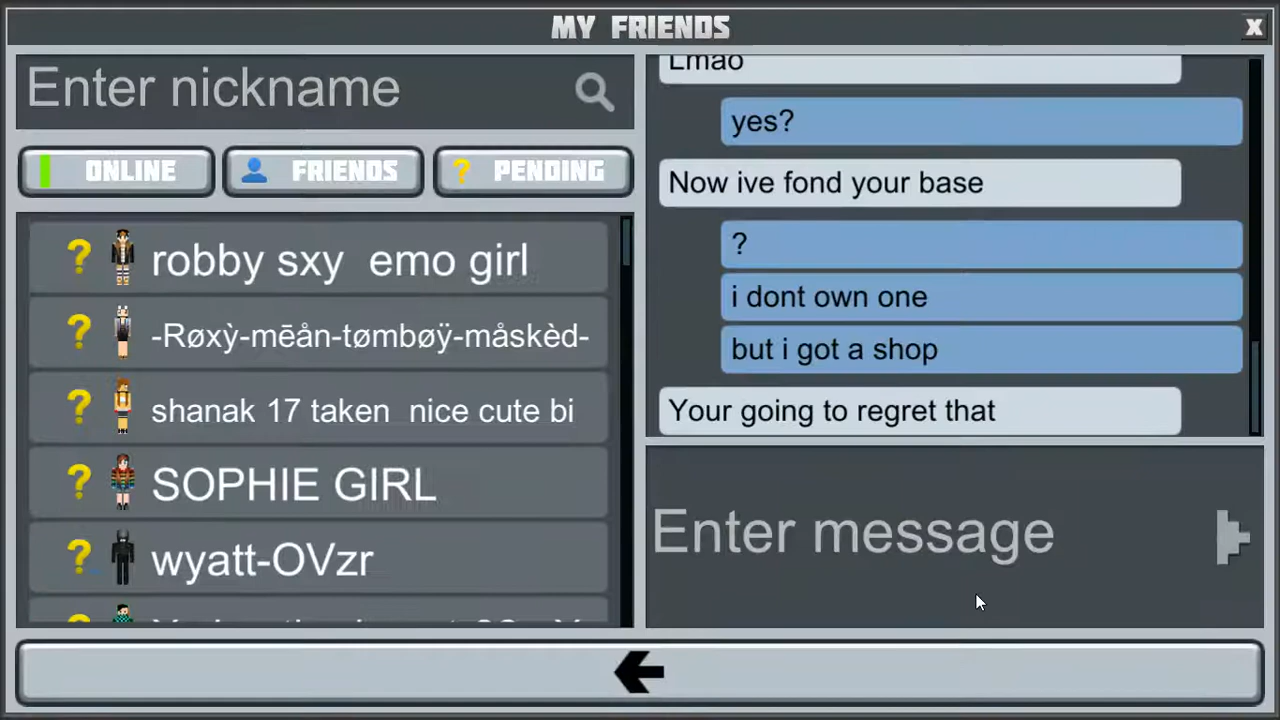 MY FRIENDS
X
Enter nickname
ONLINE
FRIENDS
? PENDING
? robby sxy  emo girl
? -Røxỳ-mēån-tømbøÿ-måskèd-
? shanak 17 taken  nice cute bi
? SOPHIE GIRL
? wyatt-OVzr
Lmao
yes?
Now ive fond your base
?
i dont own one
but i got a shop
Your going to regret that
Enter message